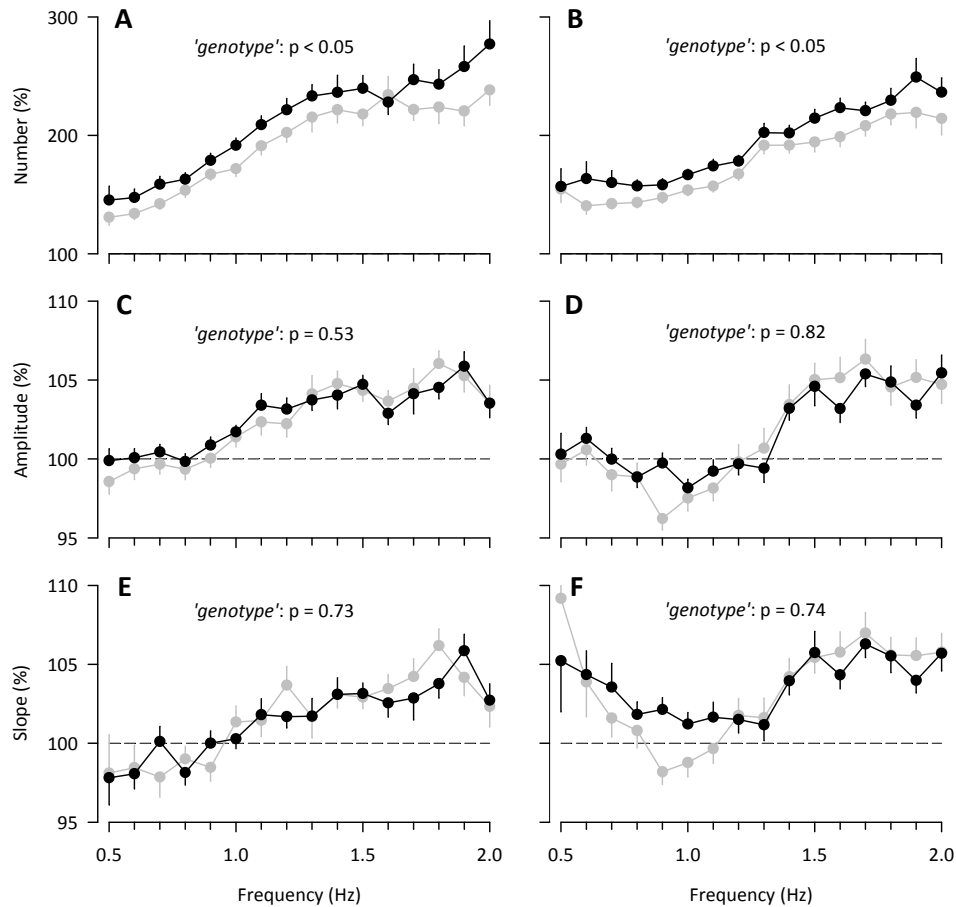 A
B
300
'genotype': p < 0.05
'genotype': p < 0.05
Number (%)
200
100
110
C
D
'genotype': p = 0.53
'genotype': p = 0.82
105
Amplitude (%)
100
95
110
E
F
'genotype': p = 0.73
'genotype': p = 0.74
105
Slope (%)
100
95
0.5 1.0 1.5 2.0
0.5 1.0 1.5 2.0
Frequency (Hz)
Frequency (Hz)